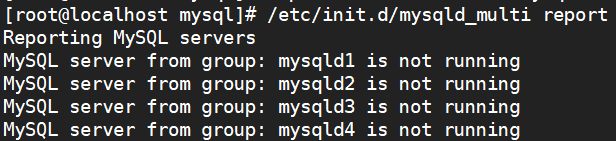 [root@localhost mysql]# /etc/init.d/mysqld_multi report
Reporting MySQL servers
MySQL server from group: mysqld1 is not running
MySQL server from group: mysqld2 is not running
MySQL server from group: mysqld3 is not running
MySQL server from group: mysqld4 is not running